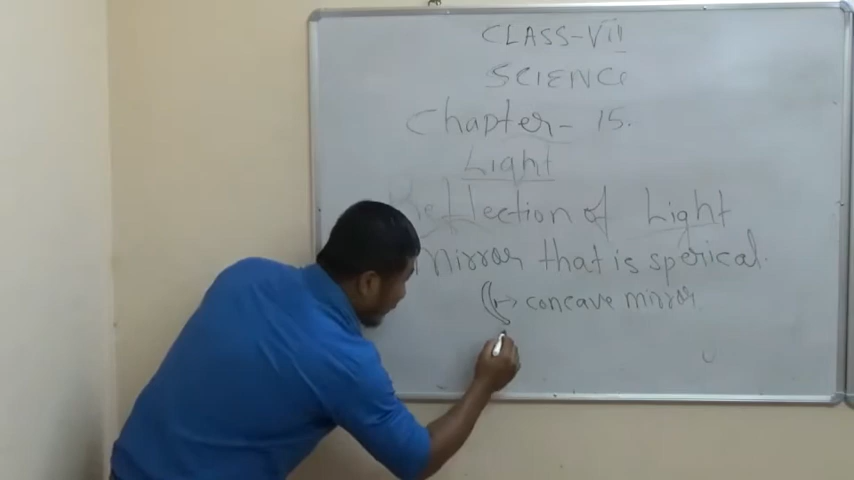 CLASS-VII
SCIENCE
Chapter- 15.
Light
Reflection of Light
mirror that is sperical.
concave mirror